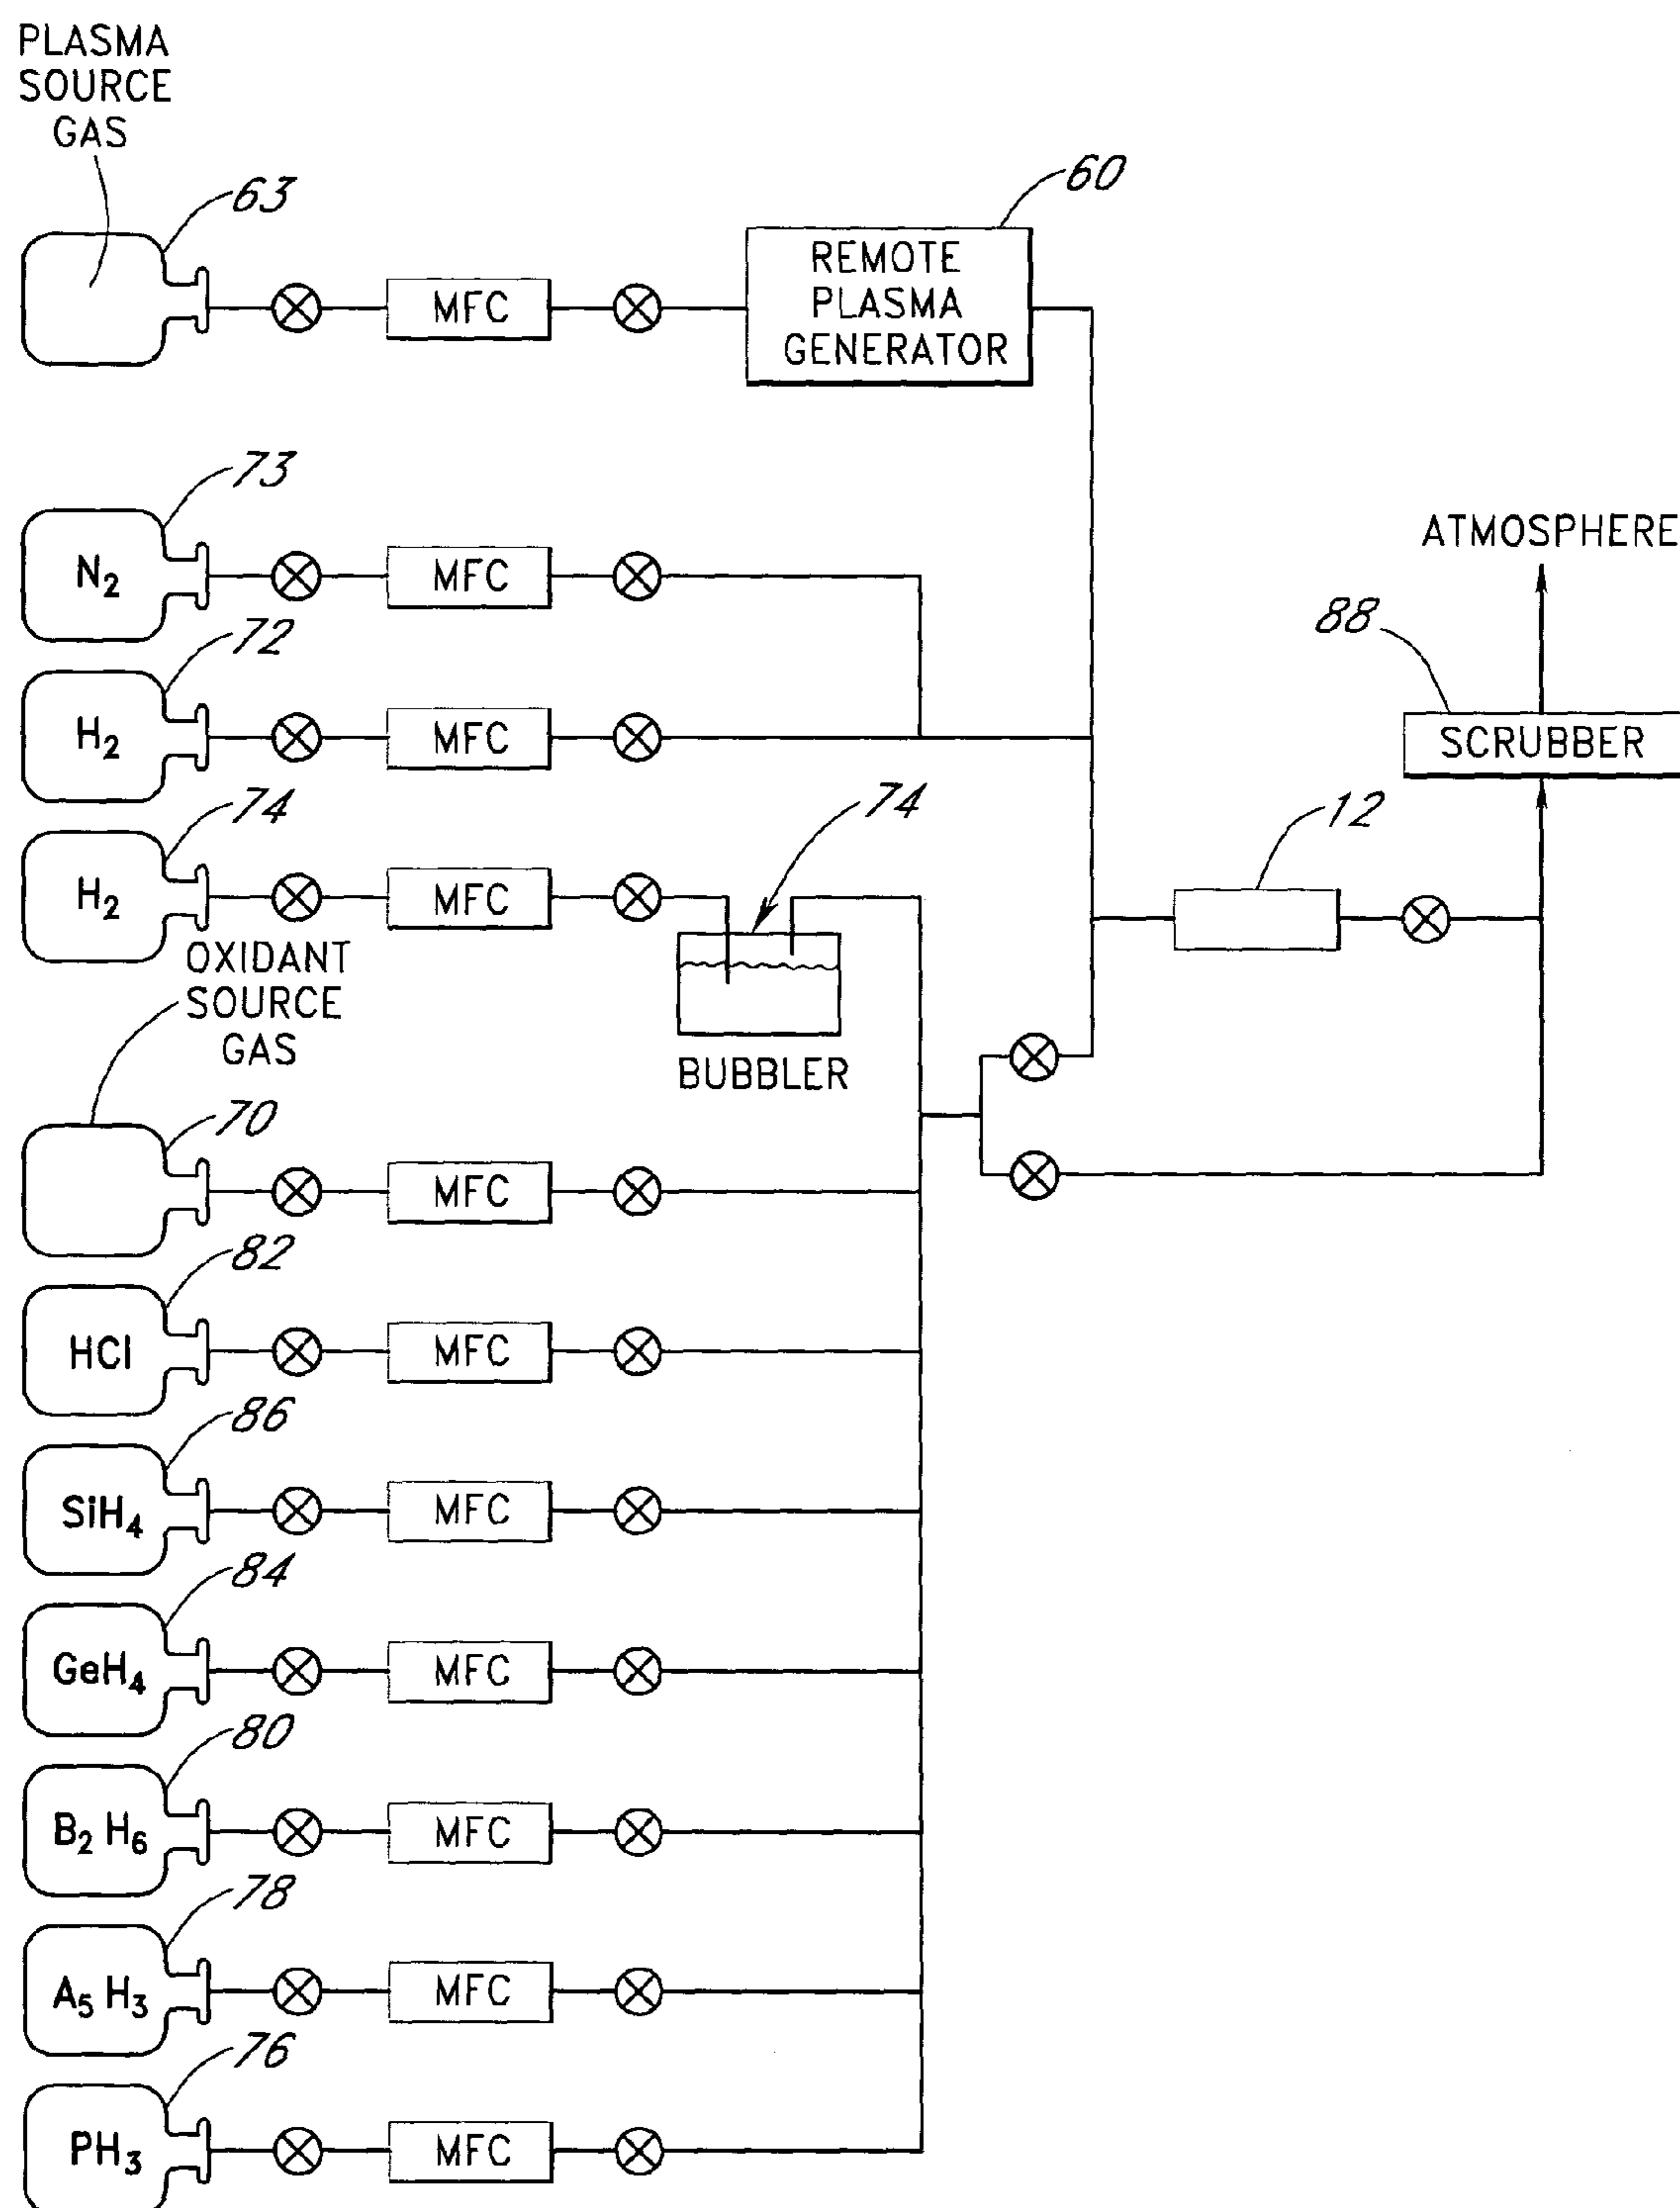 PLASMA
SOURCE
GAS
63
60
MFC
REMOTE
PLASMA
GENERATOR
73
N₂
MFC
ATMOSPHERE
72
H₂
MFC
88
SCRUBBER
74
H₂
MFC
74
12
OXIDANT
SOURCE
GAS
BUBBLER
70
MFC
82
HCl
MFC
86
SiH₄
MFC
84
GeH₄
MFC
80
B₂ H₆
MFC
78
A₅ H₃
MFC
76
PH₃
MFC